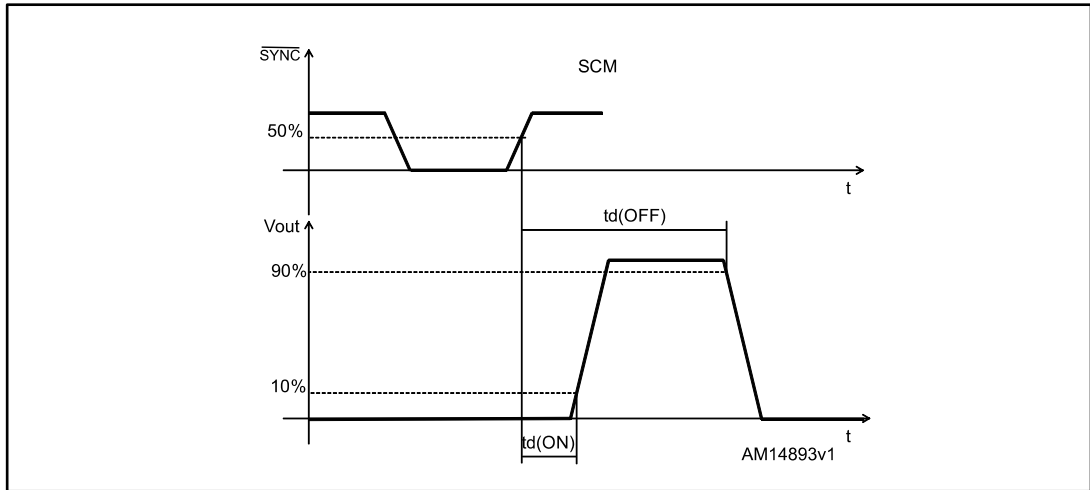 SYNC
SCM
50%
t
td(OFF)
Vout
90%
10%
t
td(ON)
AM14893v1